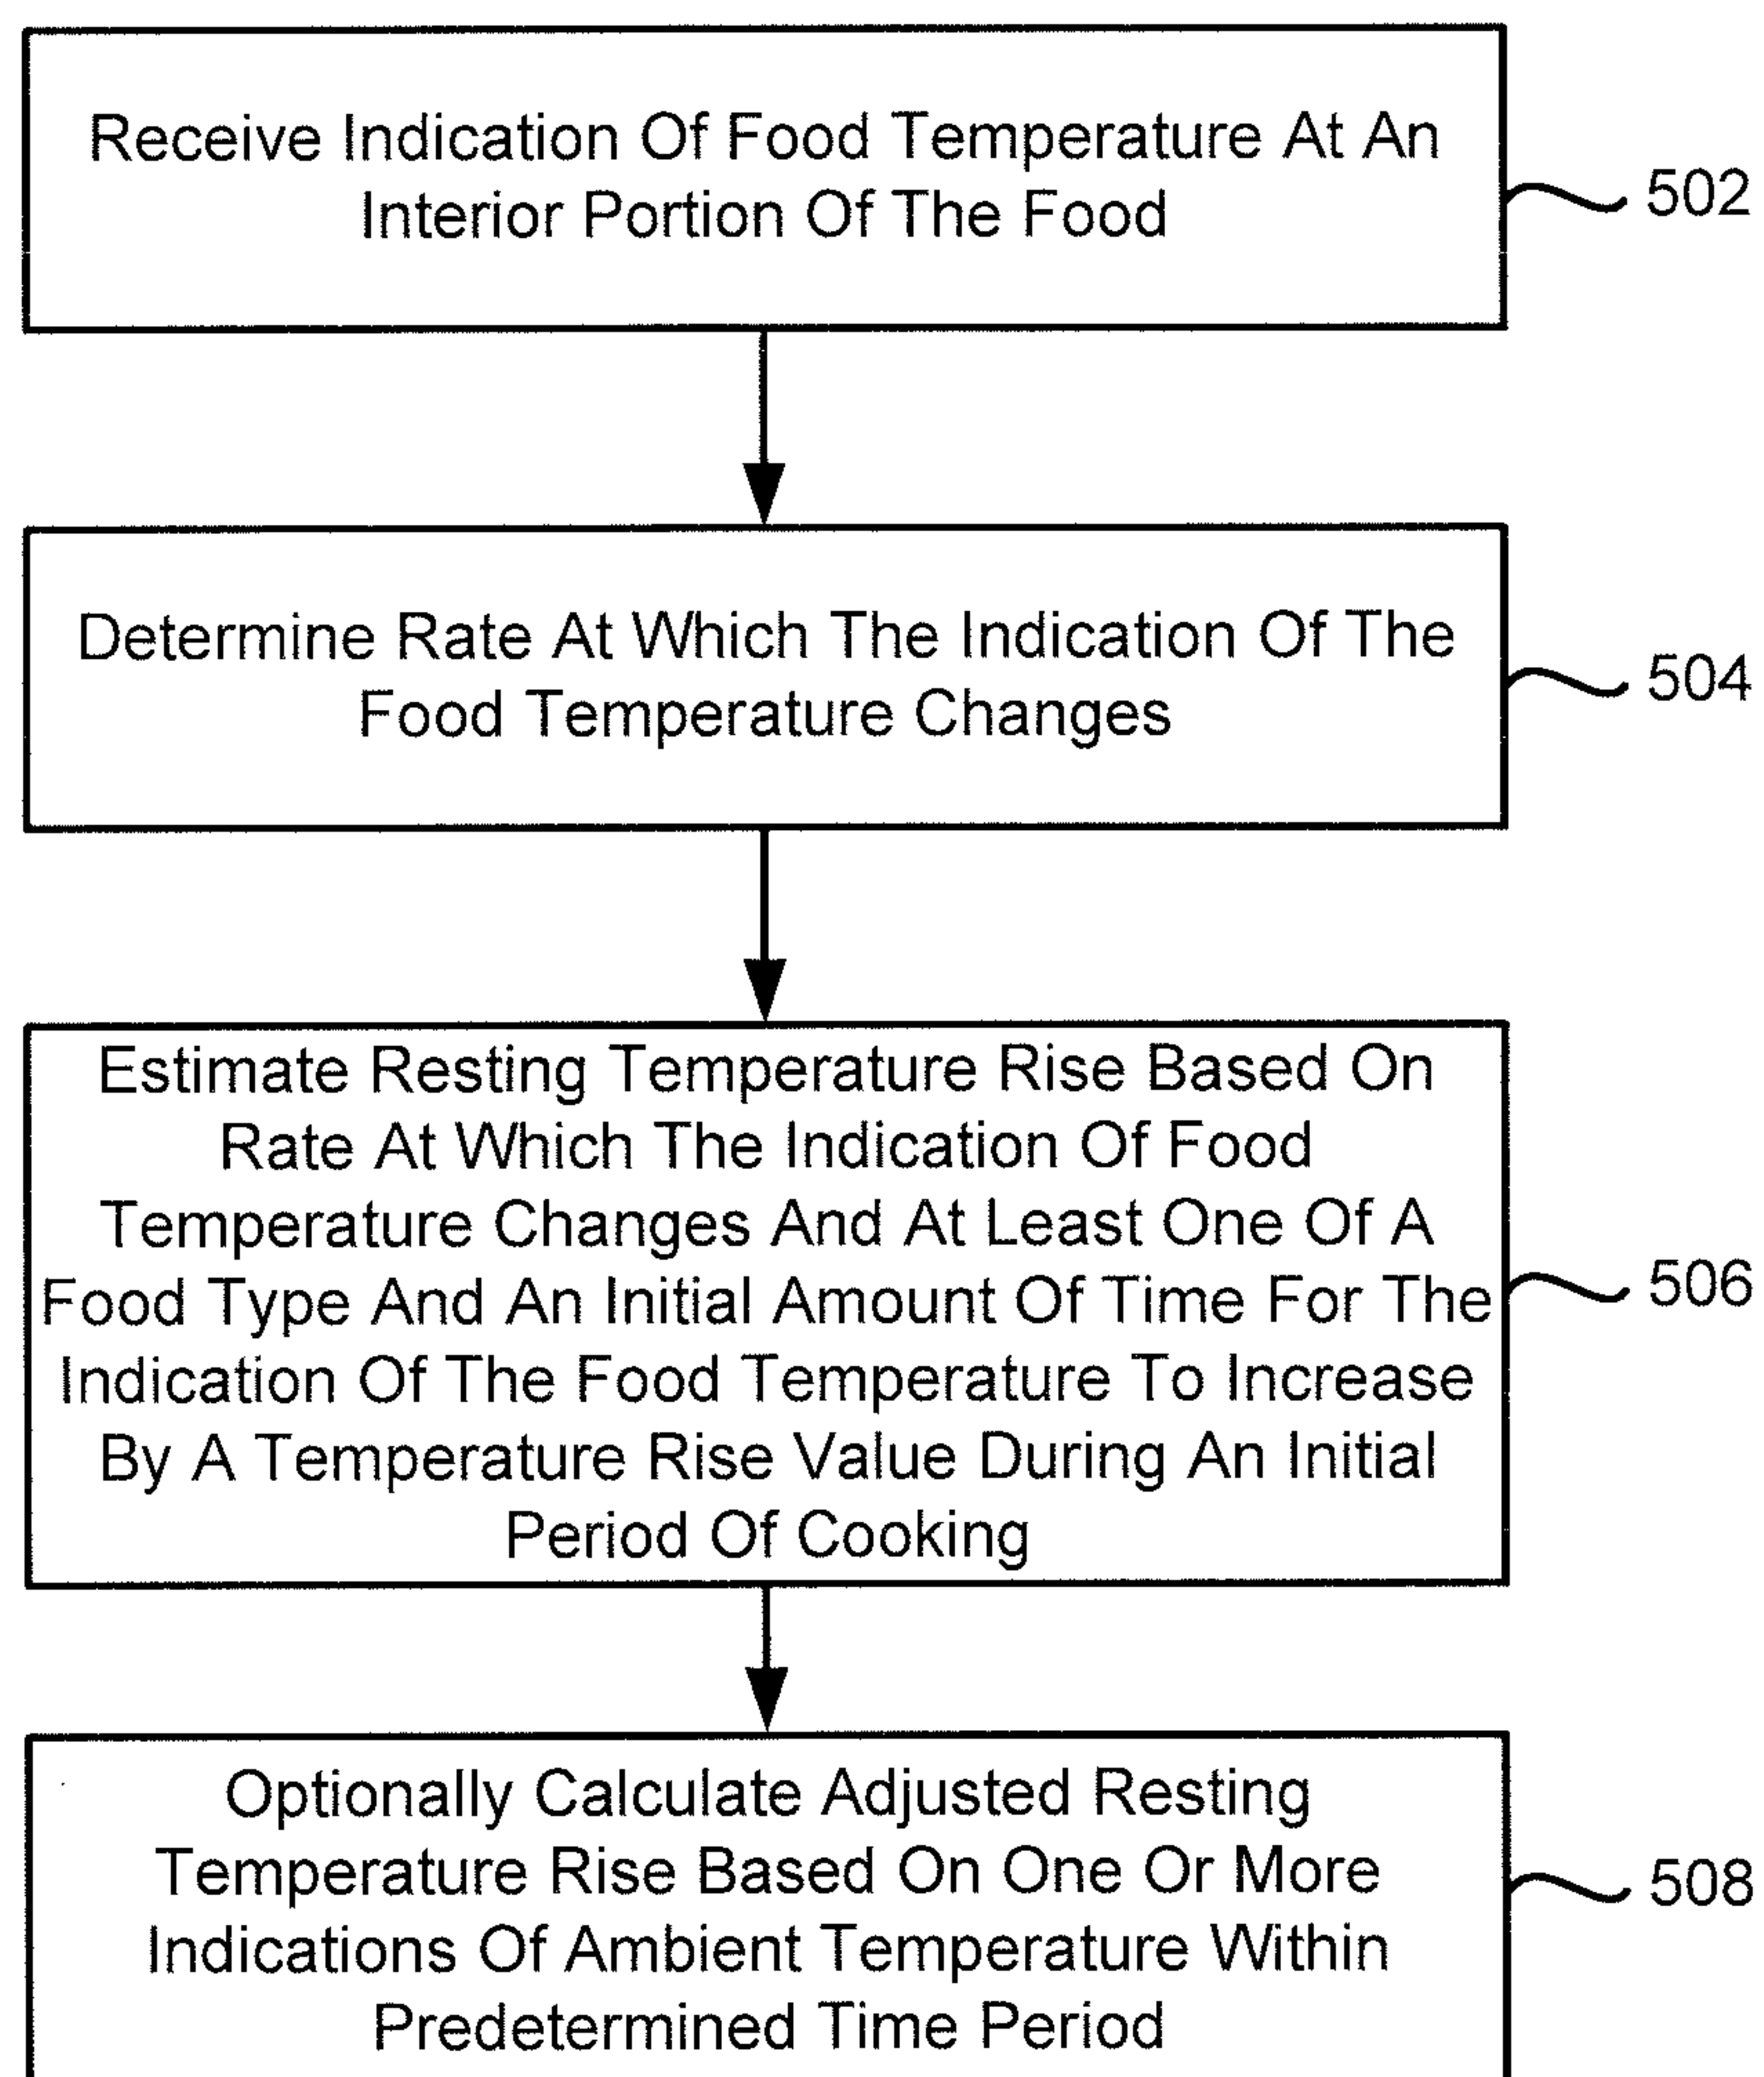 Receive Indication Of Food Temperature At An
Interior Portion Of The Food
502
Determine Rate At Which The Indication Of The
Food Temperature Changes
504
Estimate Resting Temperature Rise Based On
Rate At Which The Indication Of Food
Temperature Changes And At Least One Of A
Food Type And An Initial Amount Of Time For The
Indication Of The Food Temperature To Increase
By A Temperature Rise Value During An Initial
Period Of Cooking
506
Optionally Calculate Adjusted Resting
Temperature Rise Based On One Or More
Indications Of Ambient Temperature Within
Predetermined Time Period
508